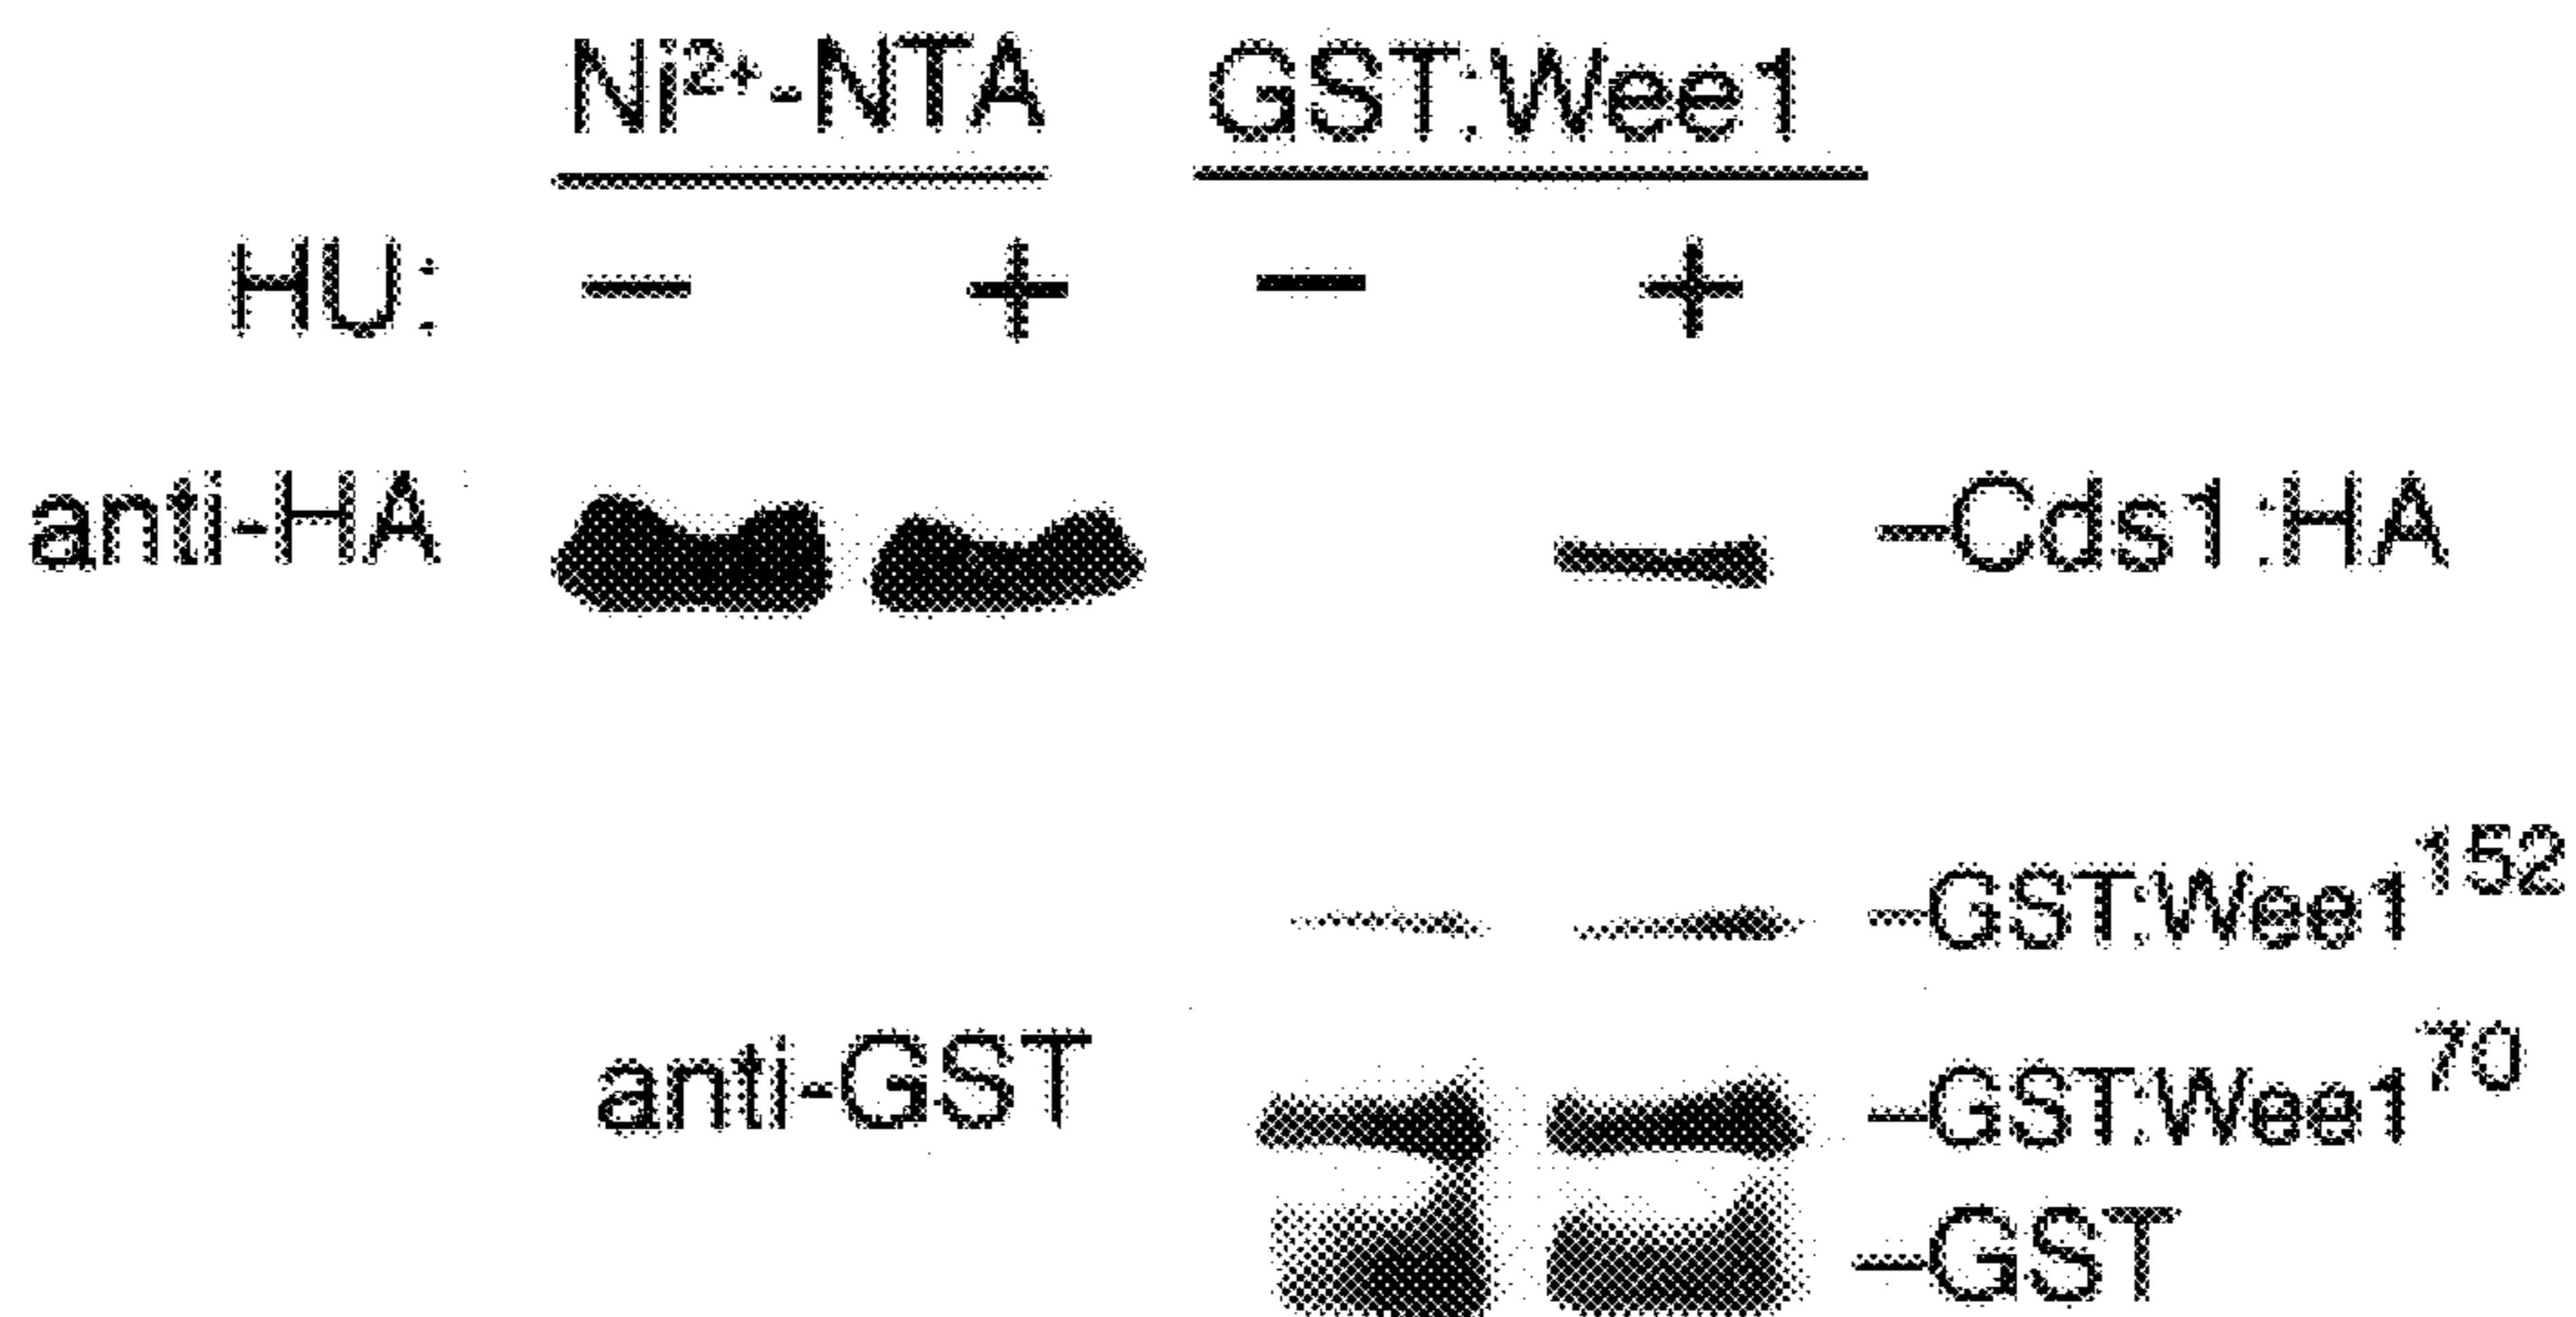 Ni²⁺-NTA GST:Wee1
HU: — + — +
anti-HA –Cds1:HA
–GST:Wee1¹⁵²
anti-GST –GST:Wee1⁷⁰
–GST